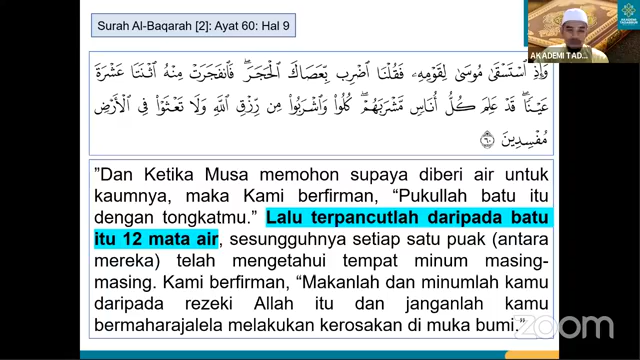 Surah Al-Baqarah [2]: Ayat 60: Hal 9
AKADEMI TAD...
وَإِذِ ٱسْتَسْقَىٰ مُوسَىٰ لِقَوْمِهِۦ فَقُلْنَا ٱضْرِب بِّعَصَاكَ ٱلْحَجَرَ ۖ فَٱنفَجَرَتْ مِنْهُ ٱثْنَتَا عَشْرَةَ
عَيْنًا ۖ قَدْ عَلِمَ كُلُّ أُنَاسٍ مَّشْرَبَهُمْ ۖ كُلُوا۟ وَٱشْرَبُوا۟ مِن رِّزْقِ ٱللَّهِ وَلَا تَعْثَوْا۟ فِى ٱلْأَرْضِ
مُفْسِدِينَ ٦٠
”Dan Ketika Musa memohon supaya diberi air untuk
kaumnya, maka Kami berfirman, “Pukullah batu itu
dengan tongkatmu.” Lalu terpancutlah daripada batu
itu 12 mata air, sesungguhnya setiap satu puak (antara
mereka) telah mengetahui tempat minum masing-
masing. Kami berfirman, “Makanlah dan minumlah kamu
daripada rezeki Allah itu dan janganlah kamu
bermaharajalela melakukan kerosakan di muka bumi.”
zoom